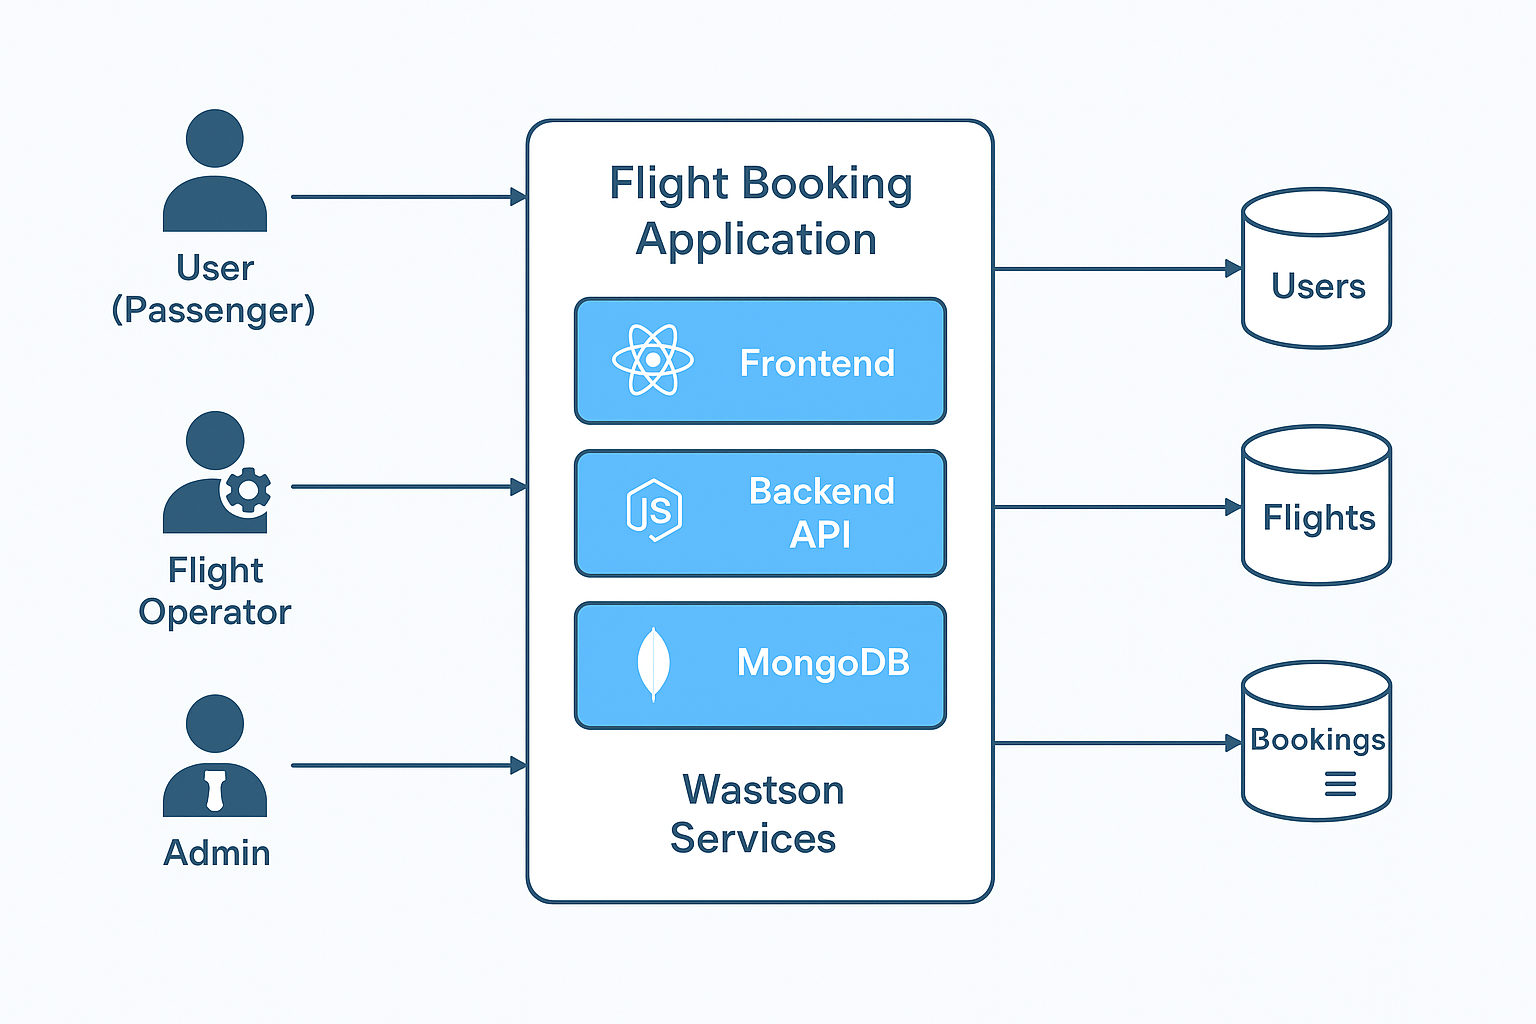 User
(Passenger)
Flight
Operator
Admin
Flight Booking
Application
Frontend
JS
Backend
API
MongoDB
Wastson
Services
Users
Flights
Bookings